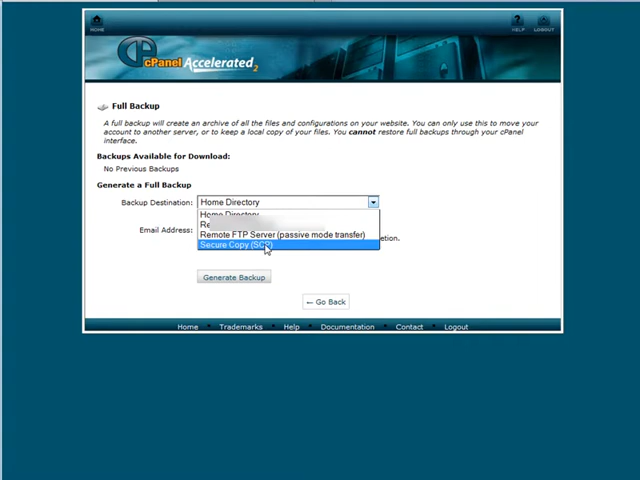 HOME
HELP
LOGOUT
cPanel Accelerated2
Full Backup
A full backup will create an archive of all the files and configurations on your website. You can only use this to move your
account to another server, or to keep a local copy of your files. You cannot restore full backups through your cPanel
interface.
Backups Available for Download:
No Previous Backups
Generate a Full Backup
Backup Destination: Home Directory
Home Directory
Remote FTP Server (passive mode transfer)
Email Address:
Secure Copy (SCP)
Generate Backup
← Go Back
Home • Trademarks • Help • Documentation • Contact • Logout